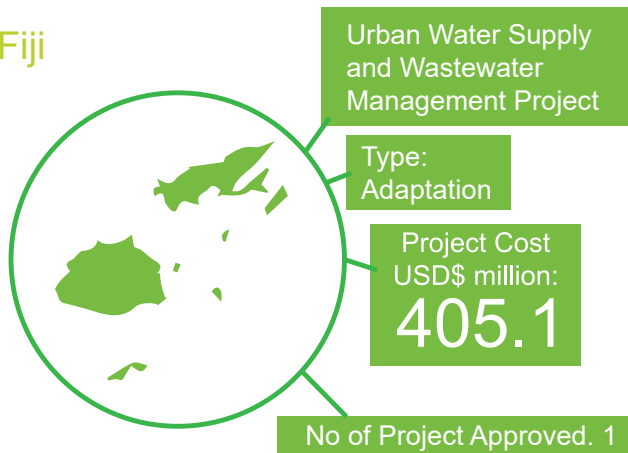 Fiji
Urban Water Supply
and Wastewater
Management Project
Type:
Adaptation
Project Cost
USD$ million:
405.1
No of Project Approved. 1